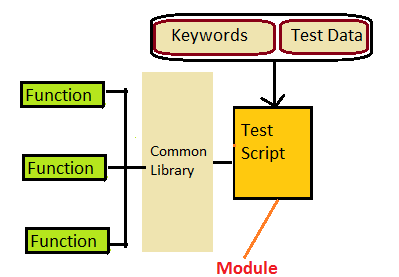 Keywords
Test Data
Function
Function
Function
Common
Library
Test
Script
Module